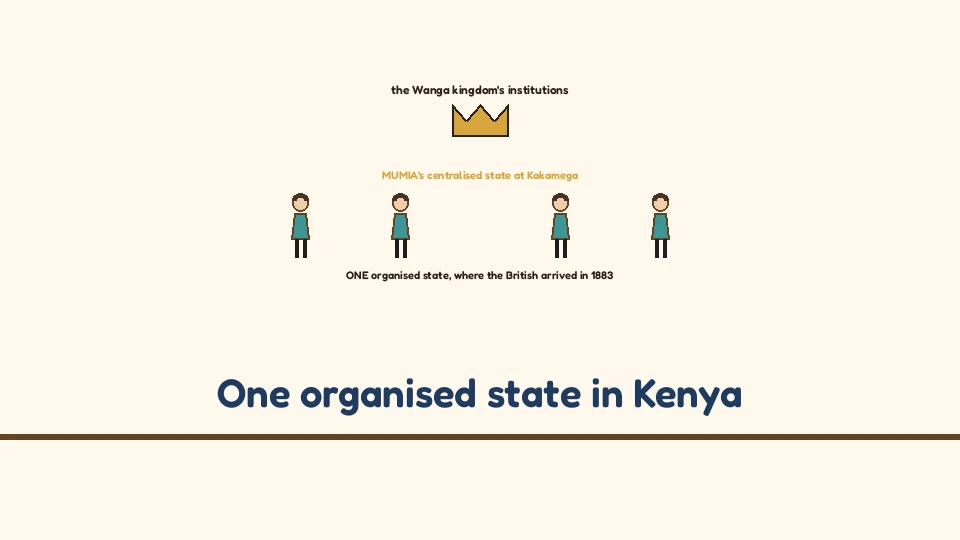 the Wanga kingdom's institutions
MUMIA's centralised state at Kakamega
ONE organised state, where the British arrived in 1883
One organised state in Kenya